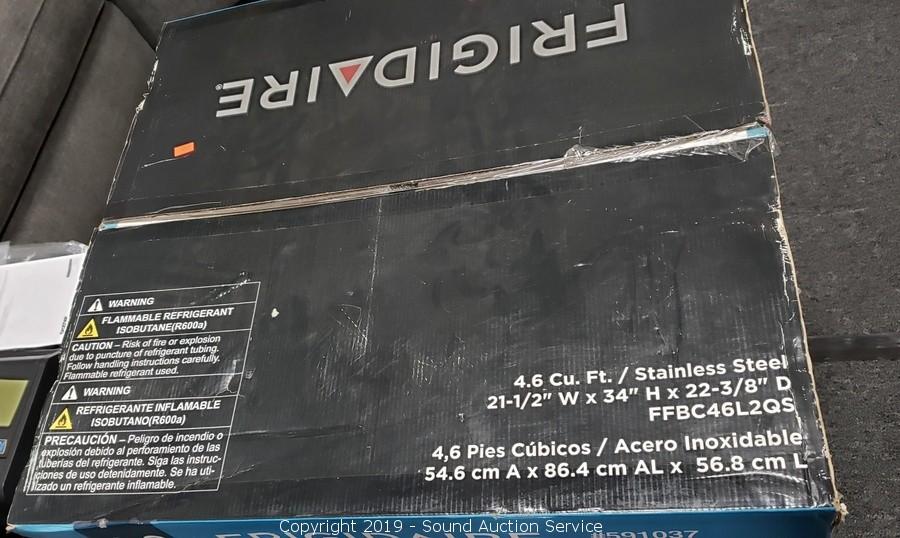 FRIGIDAIRE®
WARNING
FLAMMABLE REFRIGERANT
ISOBUTANE(R600a)
CAUTION – Risk of fire or explosion
due to puncture of refrigerant tubing.
Follow handling instructions carefully.
Flammable refrigerant used.
WARNING
REFRIGERANTE INFLAMABLE
ISOBUTANO(R600a)
PRECAUCIÓN – Peligro de incendio o
explosión debido al perforamiento de las
tuberías del refrigerante. Siga las instruc-
ciones de uso detenidamente. Se ha uti-
lizado un refrigerante inflamable.
4.6 Cu. Ft. / Stainless Steel
21-1/2" W x 34" H x 22-3/8" D
FFBC46L2QS
4,6 Pies Cúbicos / Acero Inoxidable
54.6 cm A x 86.4 cm AL x 56.8 cm L
FRIGIDAIRE #591037
Copyright 2019 - Sound Auction Service